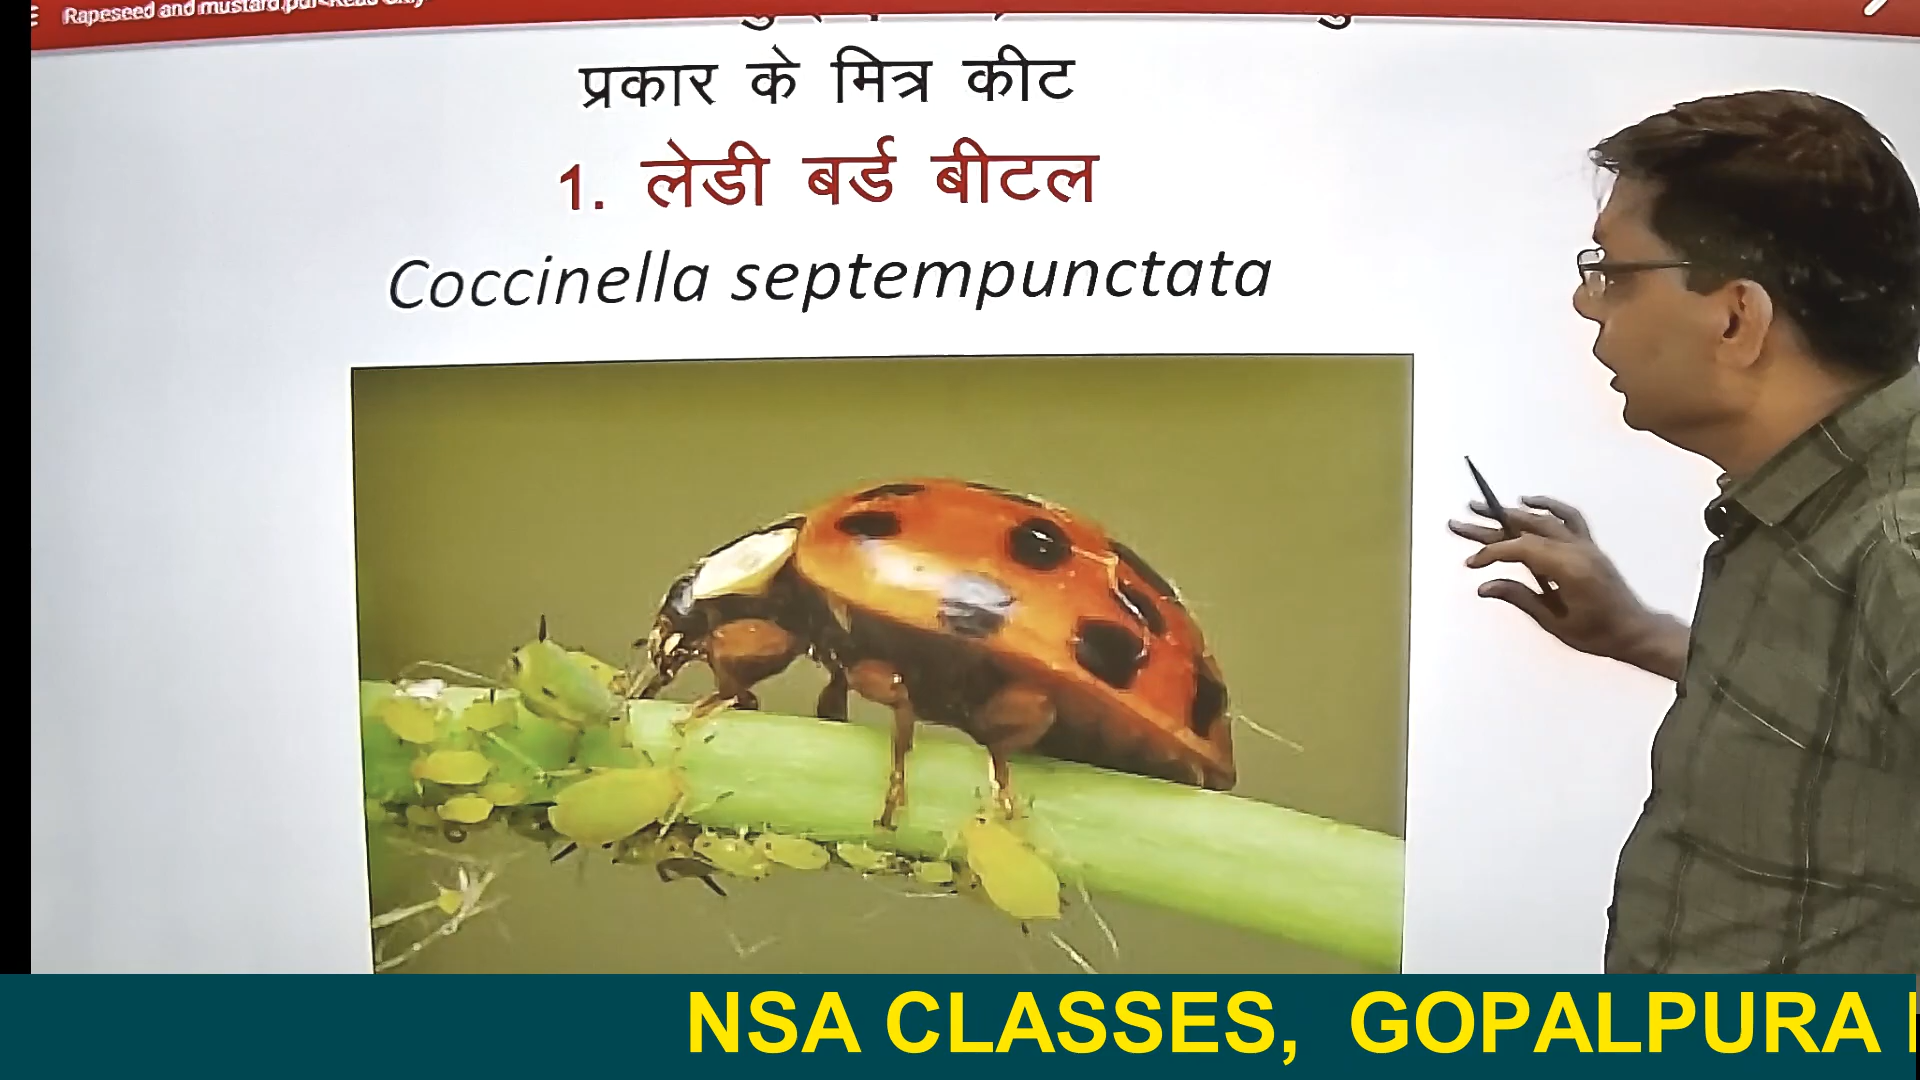 Rapeseed and mustard.pdf
प्रकार के मित्र कीट
1. लेडी बर्ड बीटल
Coccinella septempunctata
NSA CLASSES, GOPALPURA